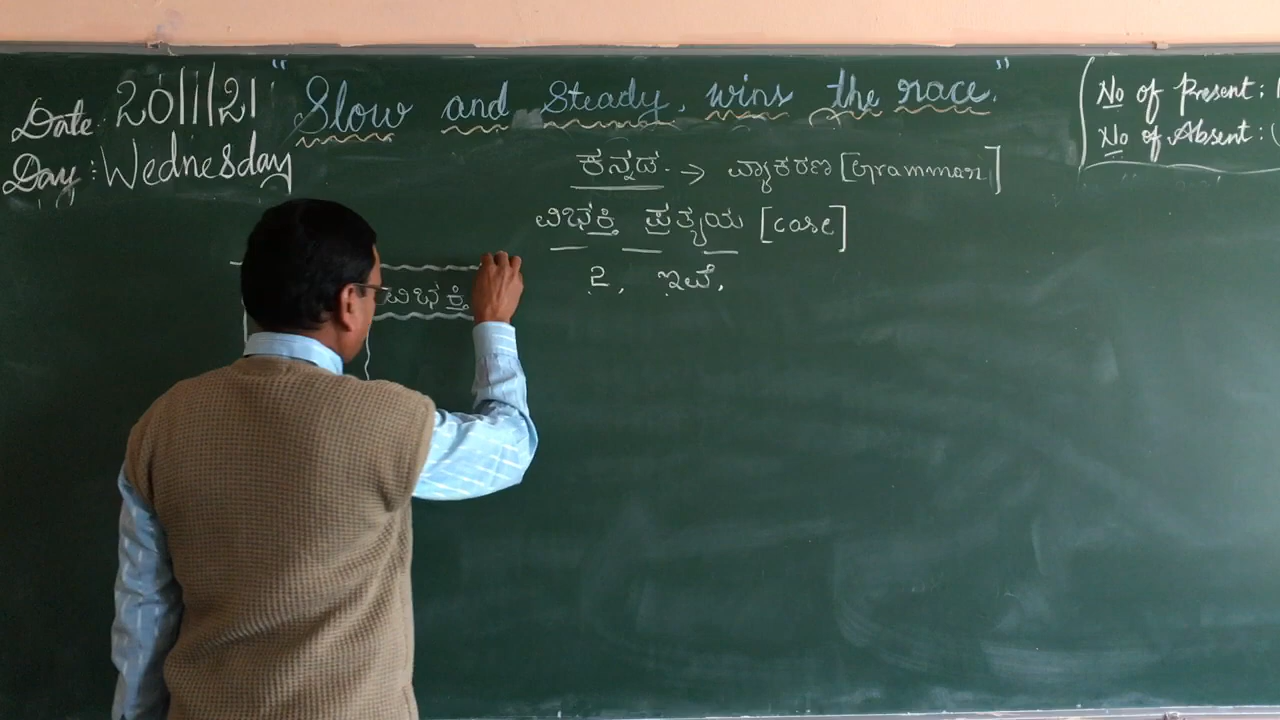 Date: 20/1/21 "Slow and Steady, wins the race."
Day: Wednesday
No of Present:
No of Absent:
ಕನ್ನಡ. → ವ್ಯಾಕರಣ [Grammar]
ವಿಭಕ್ತಿ ಪ್ರತ್ಯಯ [case]
೭. ಇವೆ.
ವಿಭಕ್ತಿ